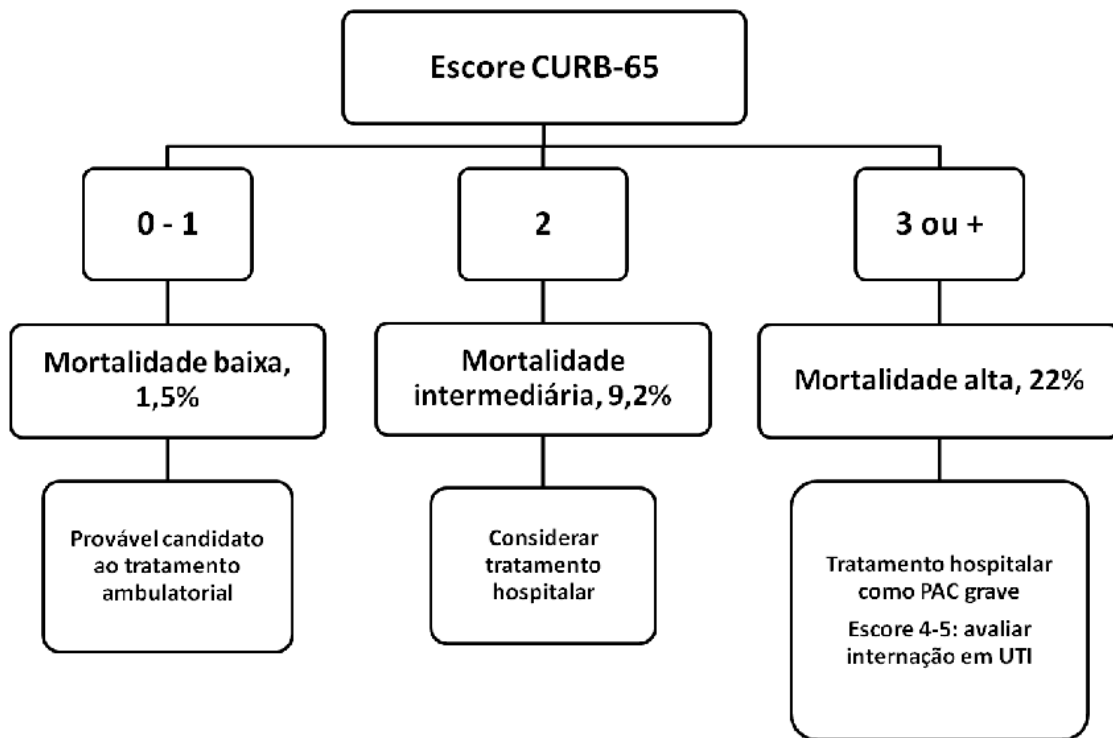 Escore CURB-65
0 - 1
2
3 ou +
Mortalidade baixa,
1,5%
Mortalidade
intermediária, 9,2%
Mortalidade alta, 22%
Provável candidato
ao tratamento
ambulatorial
Considerar
tratamento
hospitalar
Tratamento hospitalar
como PAC grave
Escore 4-5: avaliar
internação em UTI